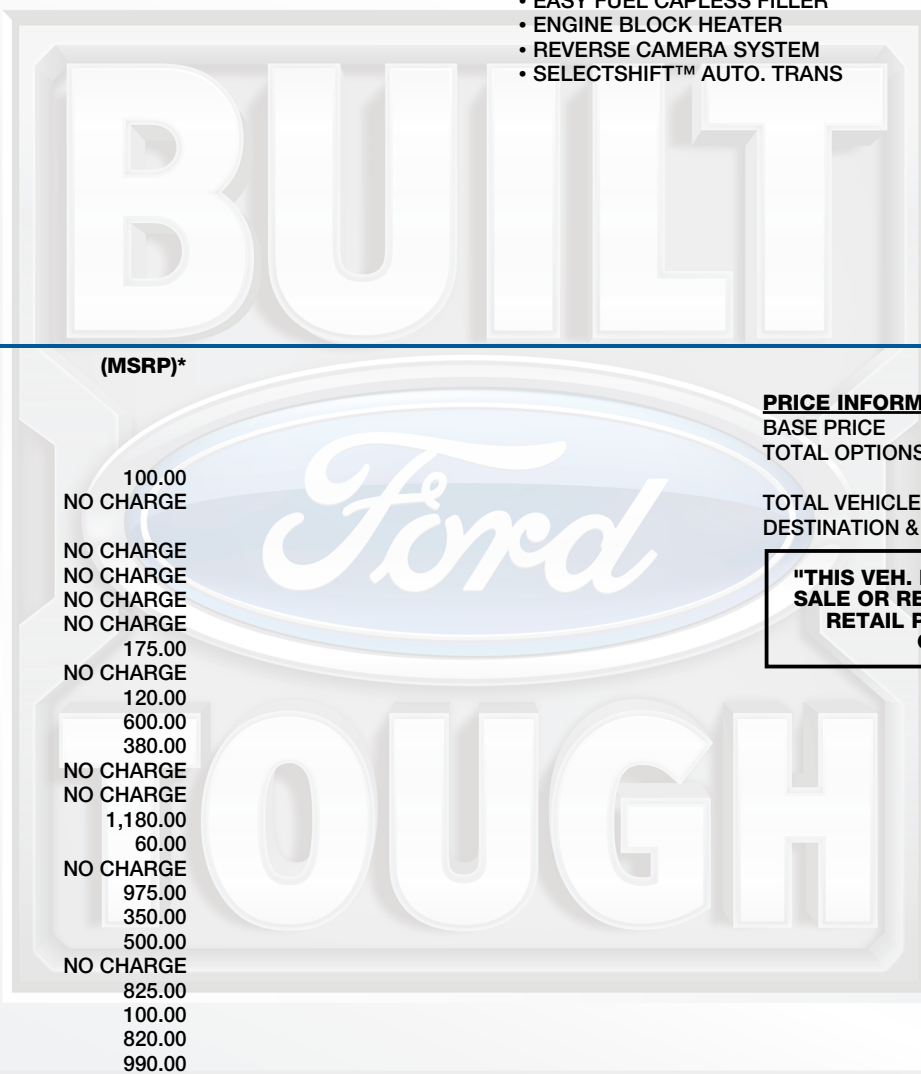 • EASY FUEL CAPLESS FILLER
• ENGINE BLOCK HEATER
• REVERSE CAMERA SYSTEM
• SELECTSHIFT™ AUTO. TRANS
BUILT
Ford
TOUGH
(MSRP)*
100.00
NO CHARGE
NO CHARGE
NO CHARGE
NO CHARGE
NO CHARGE
175.00
NO CHARGE
120.00
600.00
380.00
NO CHARGE
NO CHARGE
1,180.00
60.00
NO CHARGE
975.00
350.00
500.00
NO CHARGE
825.00
100.00
820.00
990.00
PRICE INFORM
BASE PRICE
TOTAL OPTIONS
TOTAL VEHICLE
DESTINATION &
"THIS VEH.
SALE OR RE
RETAIL P